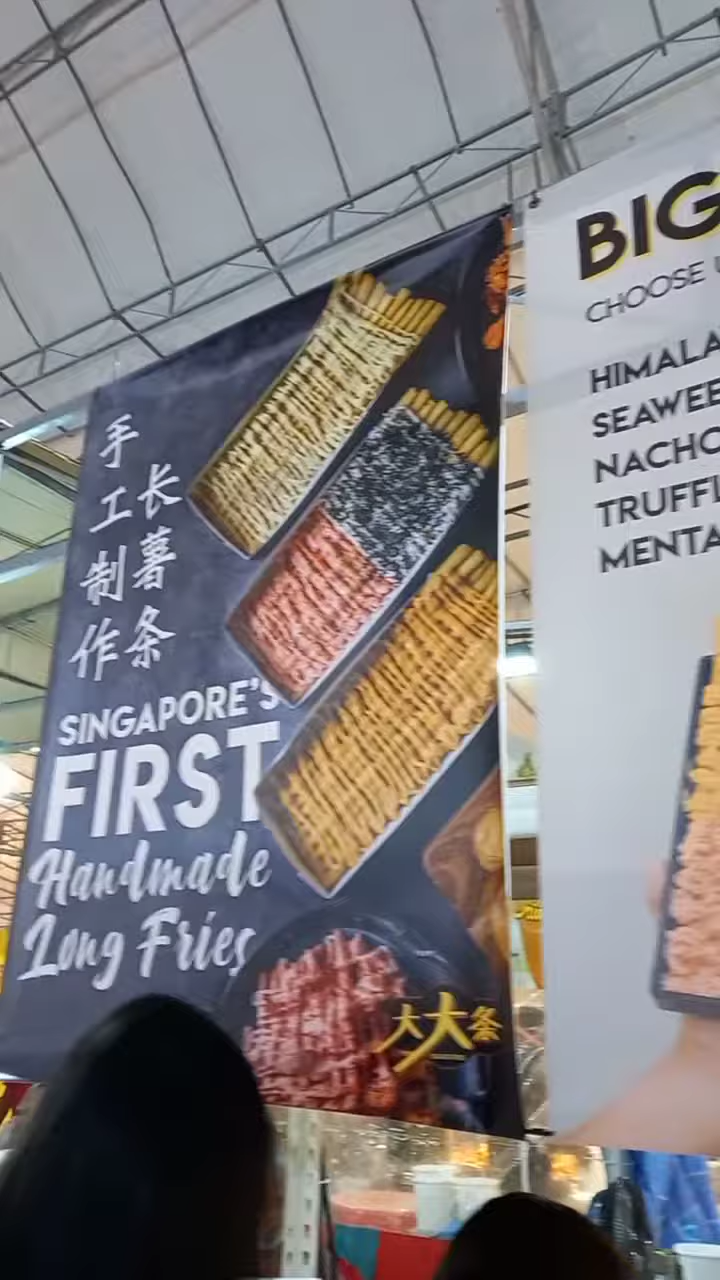 手工制作
长薯条
SINGAPORE'S
FIRST
Handmade
Long Fries
大大条
BIG
CHOOSE
HIMALA
SEAWEE
NACHO
TRUFFL
MENTA